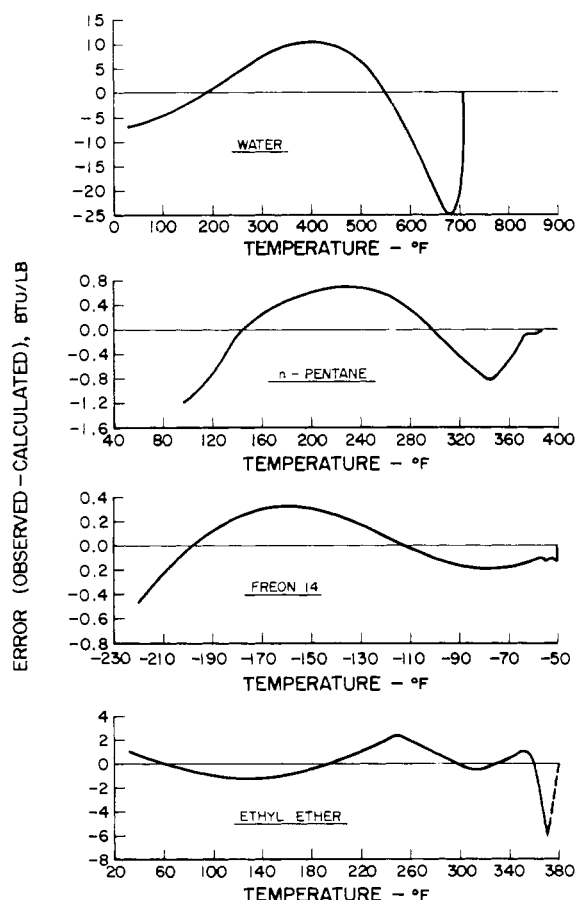 ERROR (OBSERVED-CALCULATED), BTU/LB
15
10
5
0
-5
-10
-15
-20
-25
WATER
0 100 200 300 400 500 600 700 800 900
TEMPERATURE - °F
0.8
0.4
0.0
-0.4
-0.8
-1.2
-1.6
n - PENTANE
40 80 120 160 200 240 280 320 360 400
TEMPERATURE - °F
0.4
0.2
0.0
0.2
-0.4
-0.6
-0.8
FREON 14
-230 -210 -190 -170 -150 -130 -110 -90 -70 -50
TEMPERATURE - °F
4
2
0
-2
-4
-6
-8
ETHYL ETHER
20 60 100 140 180 220 260 300 340 380
TEMPERATURE - °F